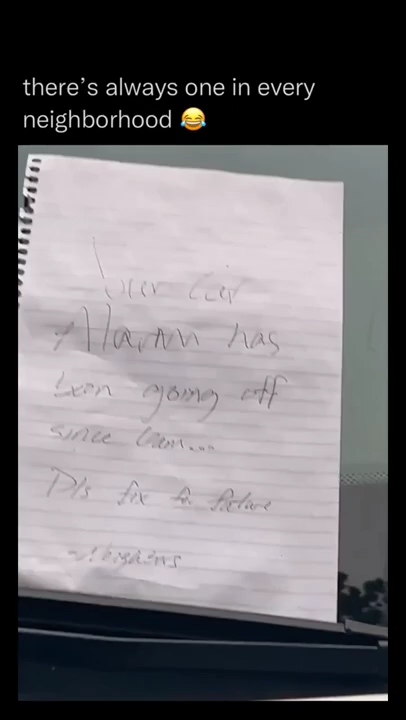 there's always one in every
neighborhood 😂
your car
Alarm has
been going off
since 6am...
Pls fix for future